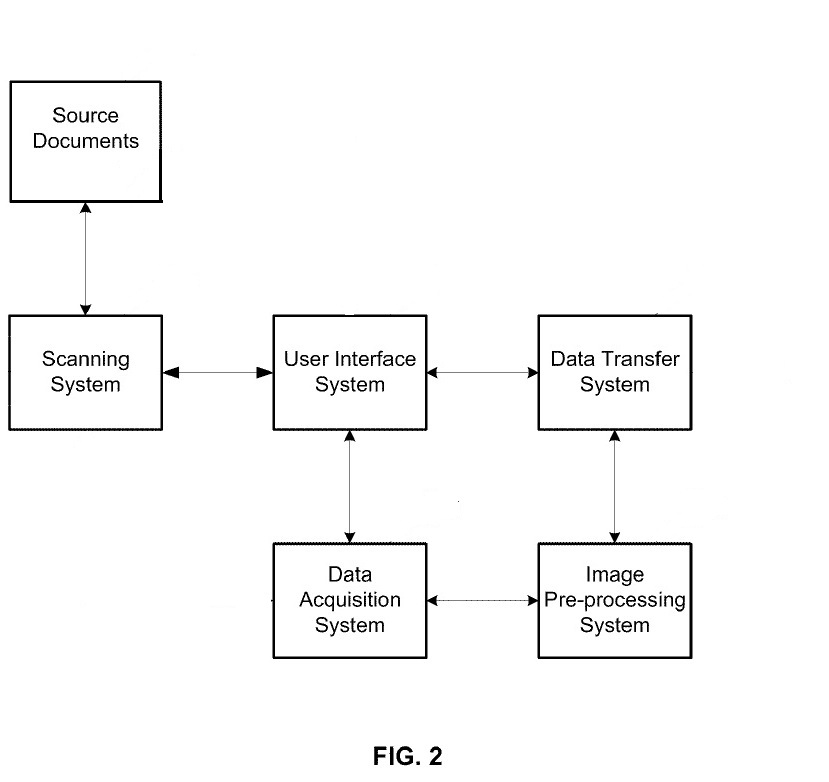 Source
Documents
Scanning
System
User Interface
System
Data Transfer
System
Data
Acquisition
System
Image
Pre-processing
System
FIG. 2